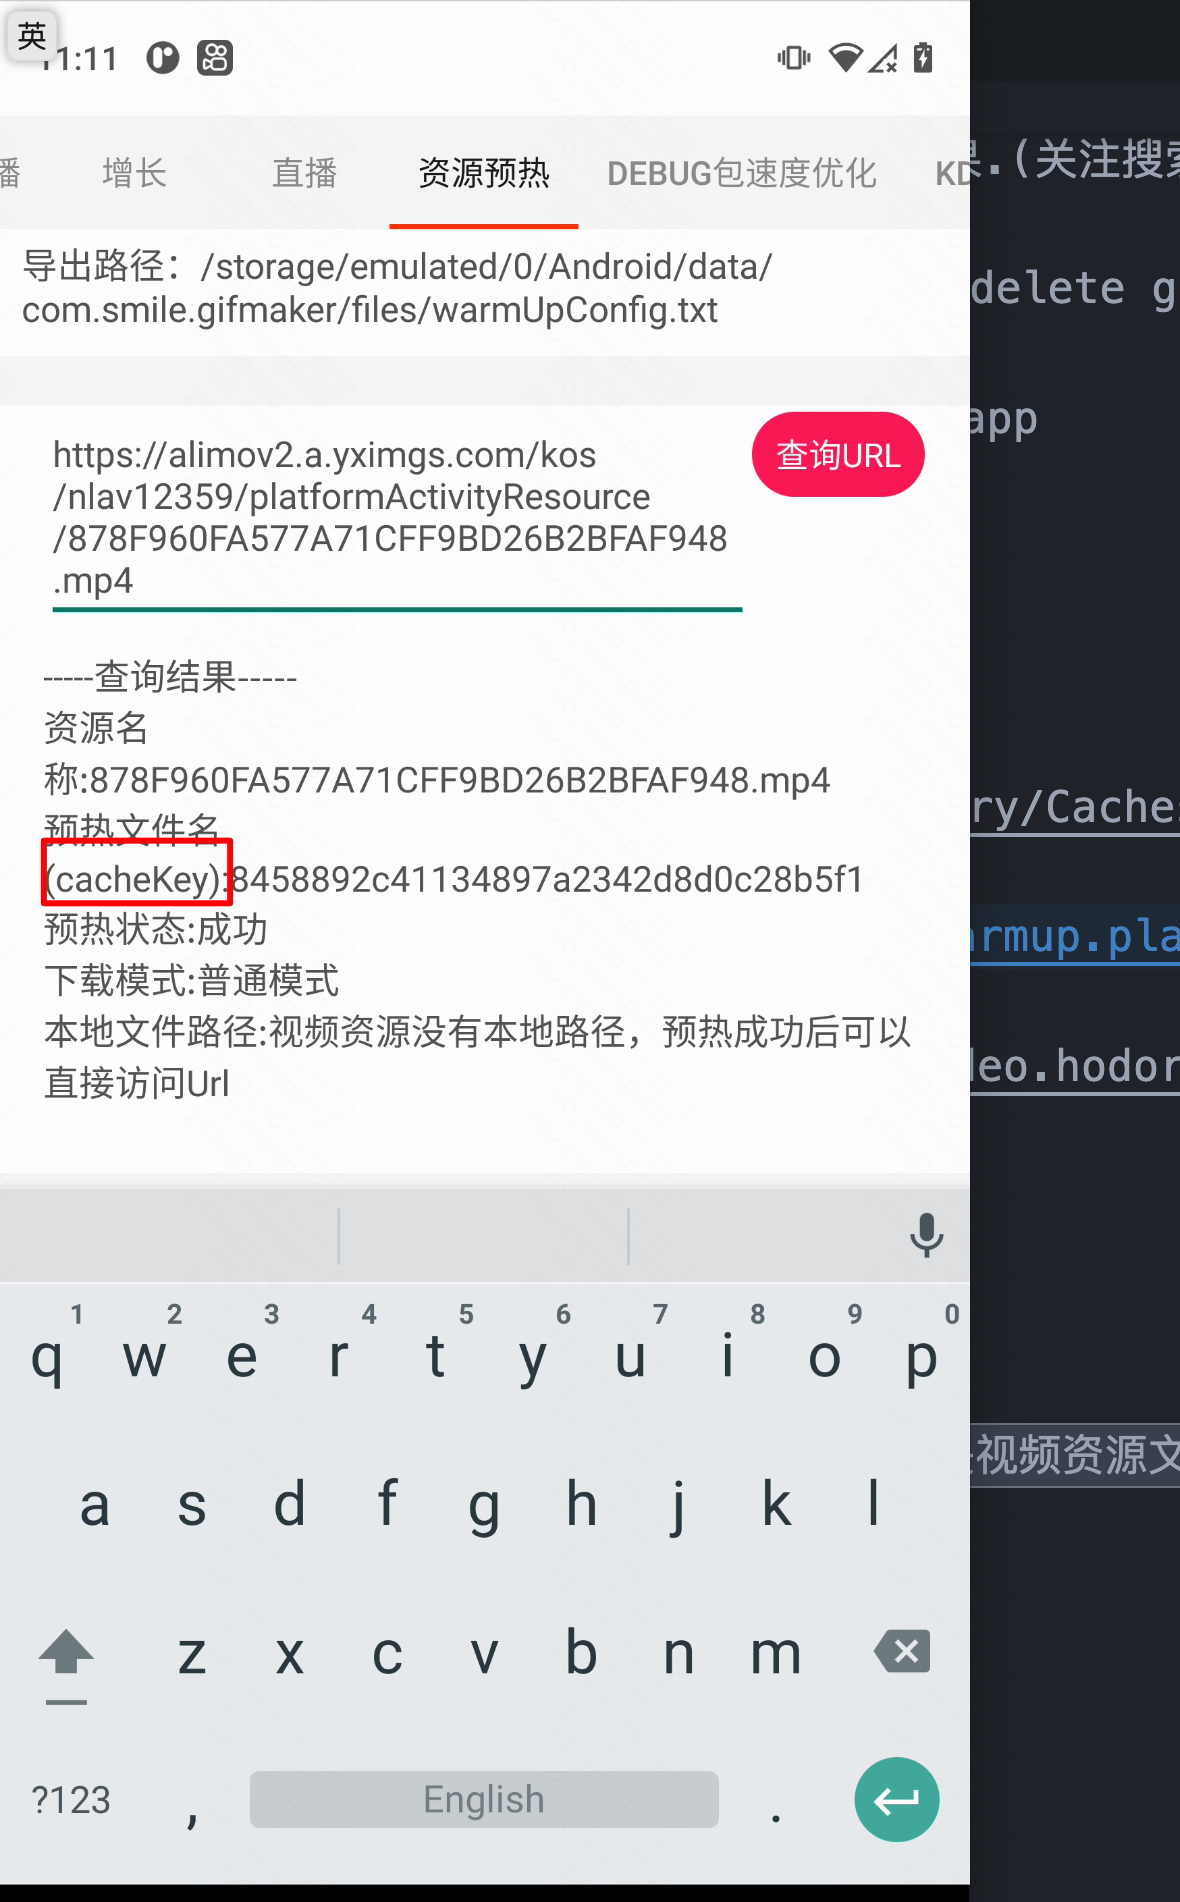 英
11:11
播 增长 直播 资源预热 DEBUG包速度优化 KD
.(关注搜索
导出路径：/storage/emulated/0/Android/data/
com.smile.gifmaker/files/warmUpConfig.txt
delete g
app
https://alimov2.a.yximgs.com/kos
/nlav12359/platformActivityResource
/878F960FA577A71CFF9BD26B2BFAF948
.mp4
查询URL
-----查询结果-----
资源名
称:878F960FA577A71CFF9BD26B2BFAF948.mp4
预热文件名
(cacheKey):8458892c41134897a2342d8d0c28b5f1
预热状态:成功
下载模式:普通模式
本地文件路径:视频资源没有本地路径，预热成功后可以
直接访问Url
ry/Cache
armup.pla
deo.hodor
视频资源文
1 2 3 4 5 6 7 8 9 0
q w e r t y u i o p
a s d f g h j k l
z x c v b n m
?123 , English .